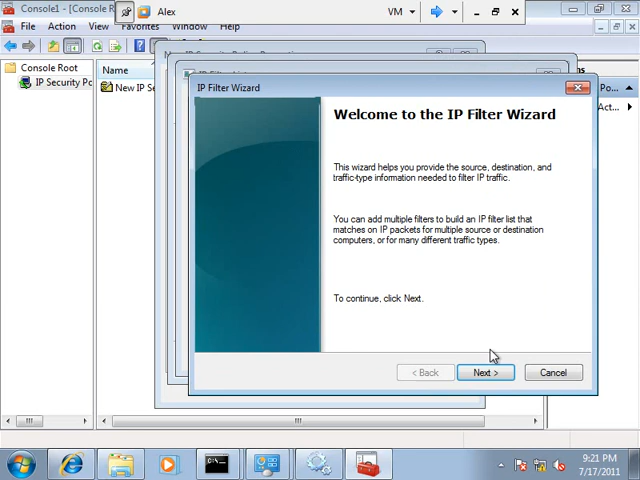 Console1 - [Console R
Alex
VM
File
Action
View
Favorites
Window
Help
Console Root
IP Security Po
Name
New IP Se
IP Filter Wizard
Welcome to the IP Filter Wizard
This wizard helps you provide the source, destination, and
traffic-type information needed to filter IP traffic.
You can add multiple filters to build an IP filter list that
matches on IP packets for multiple source or destination
computers, or for many different traffic types.
To continue, click Next.
< Back
Next >
Cancel
Po...
Act...
9:21 PM
7/17/2011